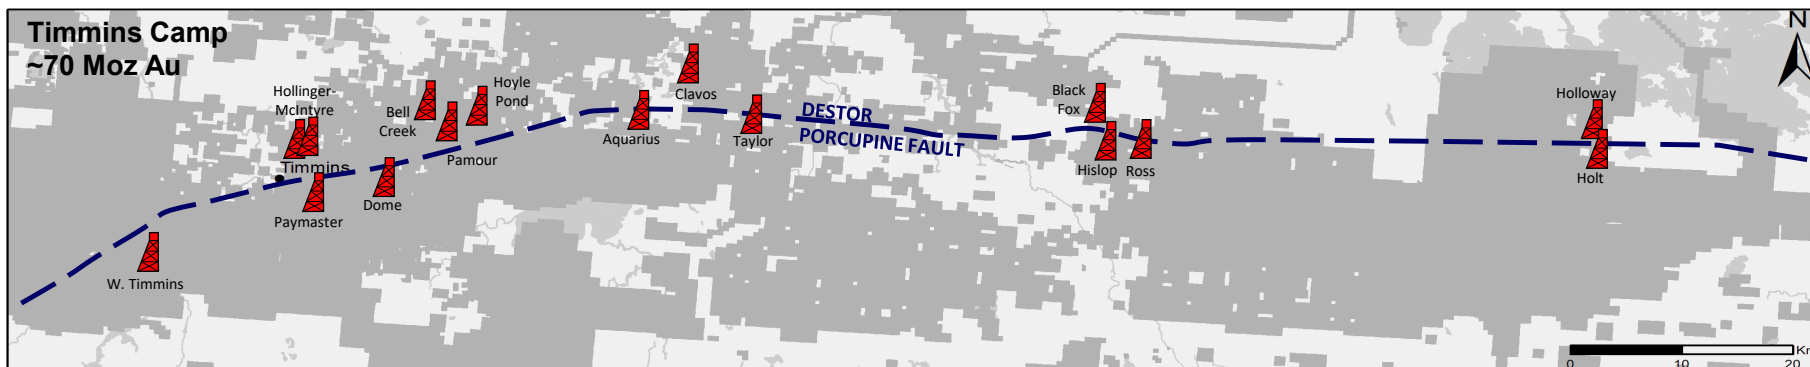 Timmins Camp
~70 Moz Au
N
Hollinger-
McIntyre
Bell
Creek
Hoyle
Pond
Pamour
Timmins
Paymaster
Dome
W. Timmins
Clavos
Aquarius
Taylor
DESTOR
PORCUPINE FAULT
Black
Fox
Hislop
Ross
Holloway
Holt
Km
0 10 20